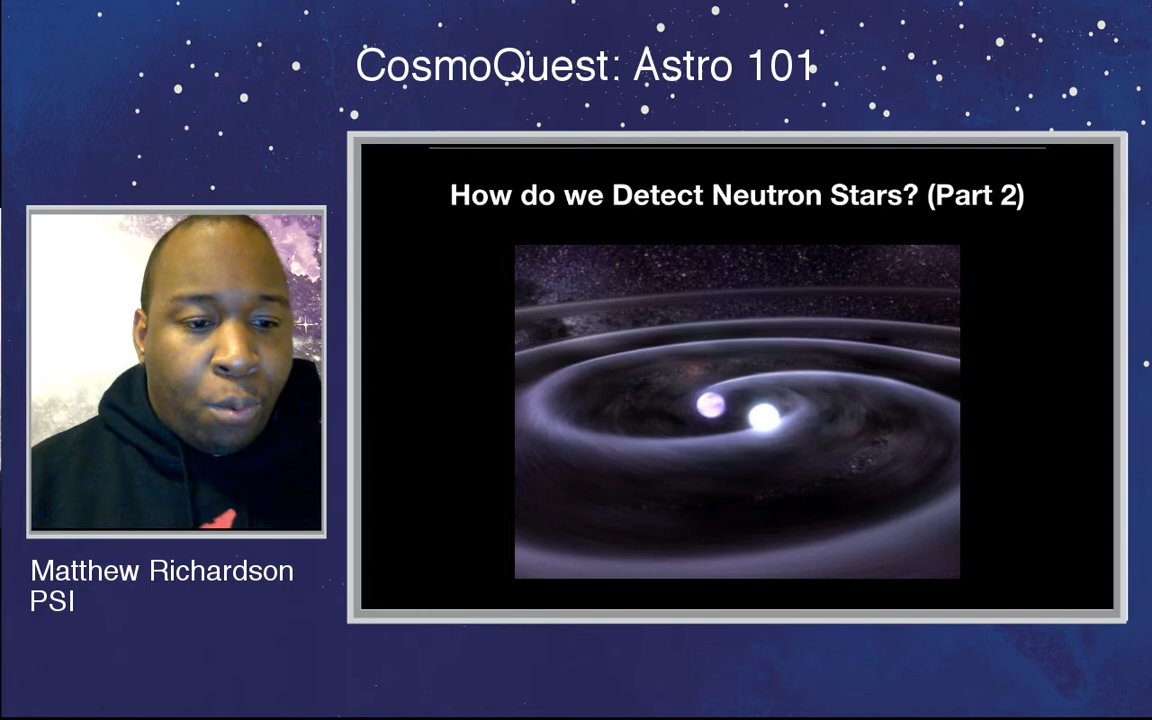 CosmoQuest: Astro 101
How do we Detect Neutron Stars? (Part 2)
Matthew Richardson
PSI